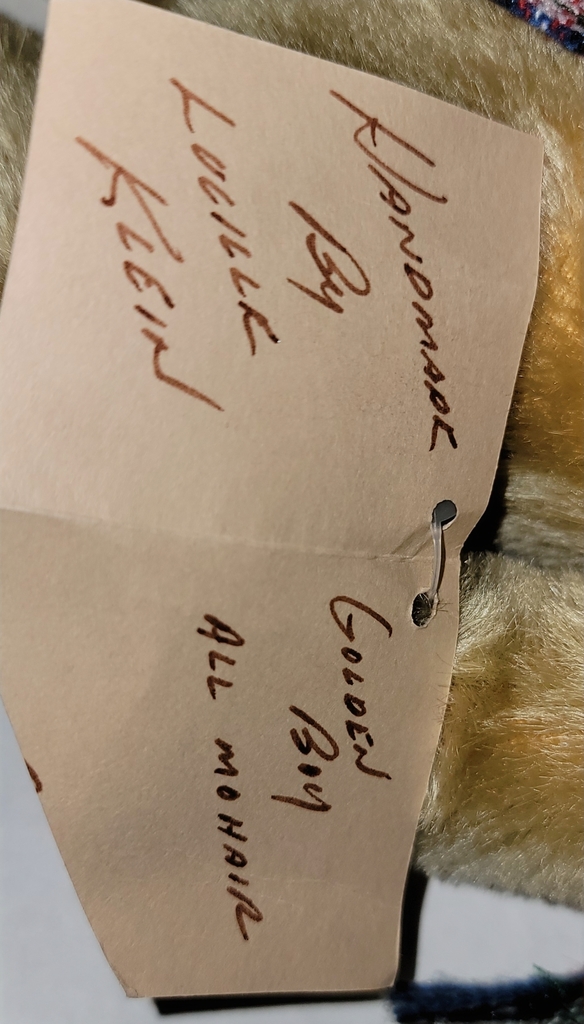 HANDMADE
By
LUCILLE
KLEIN
GOLDEN
BOY
ALL MOHAIR